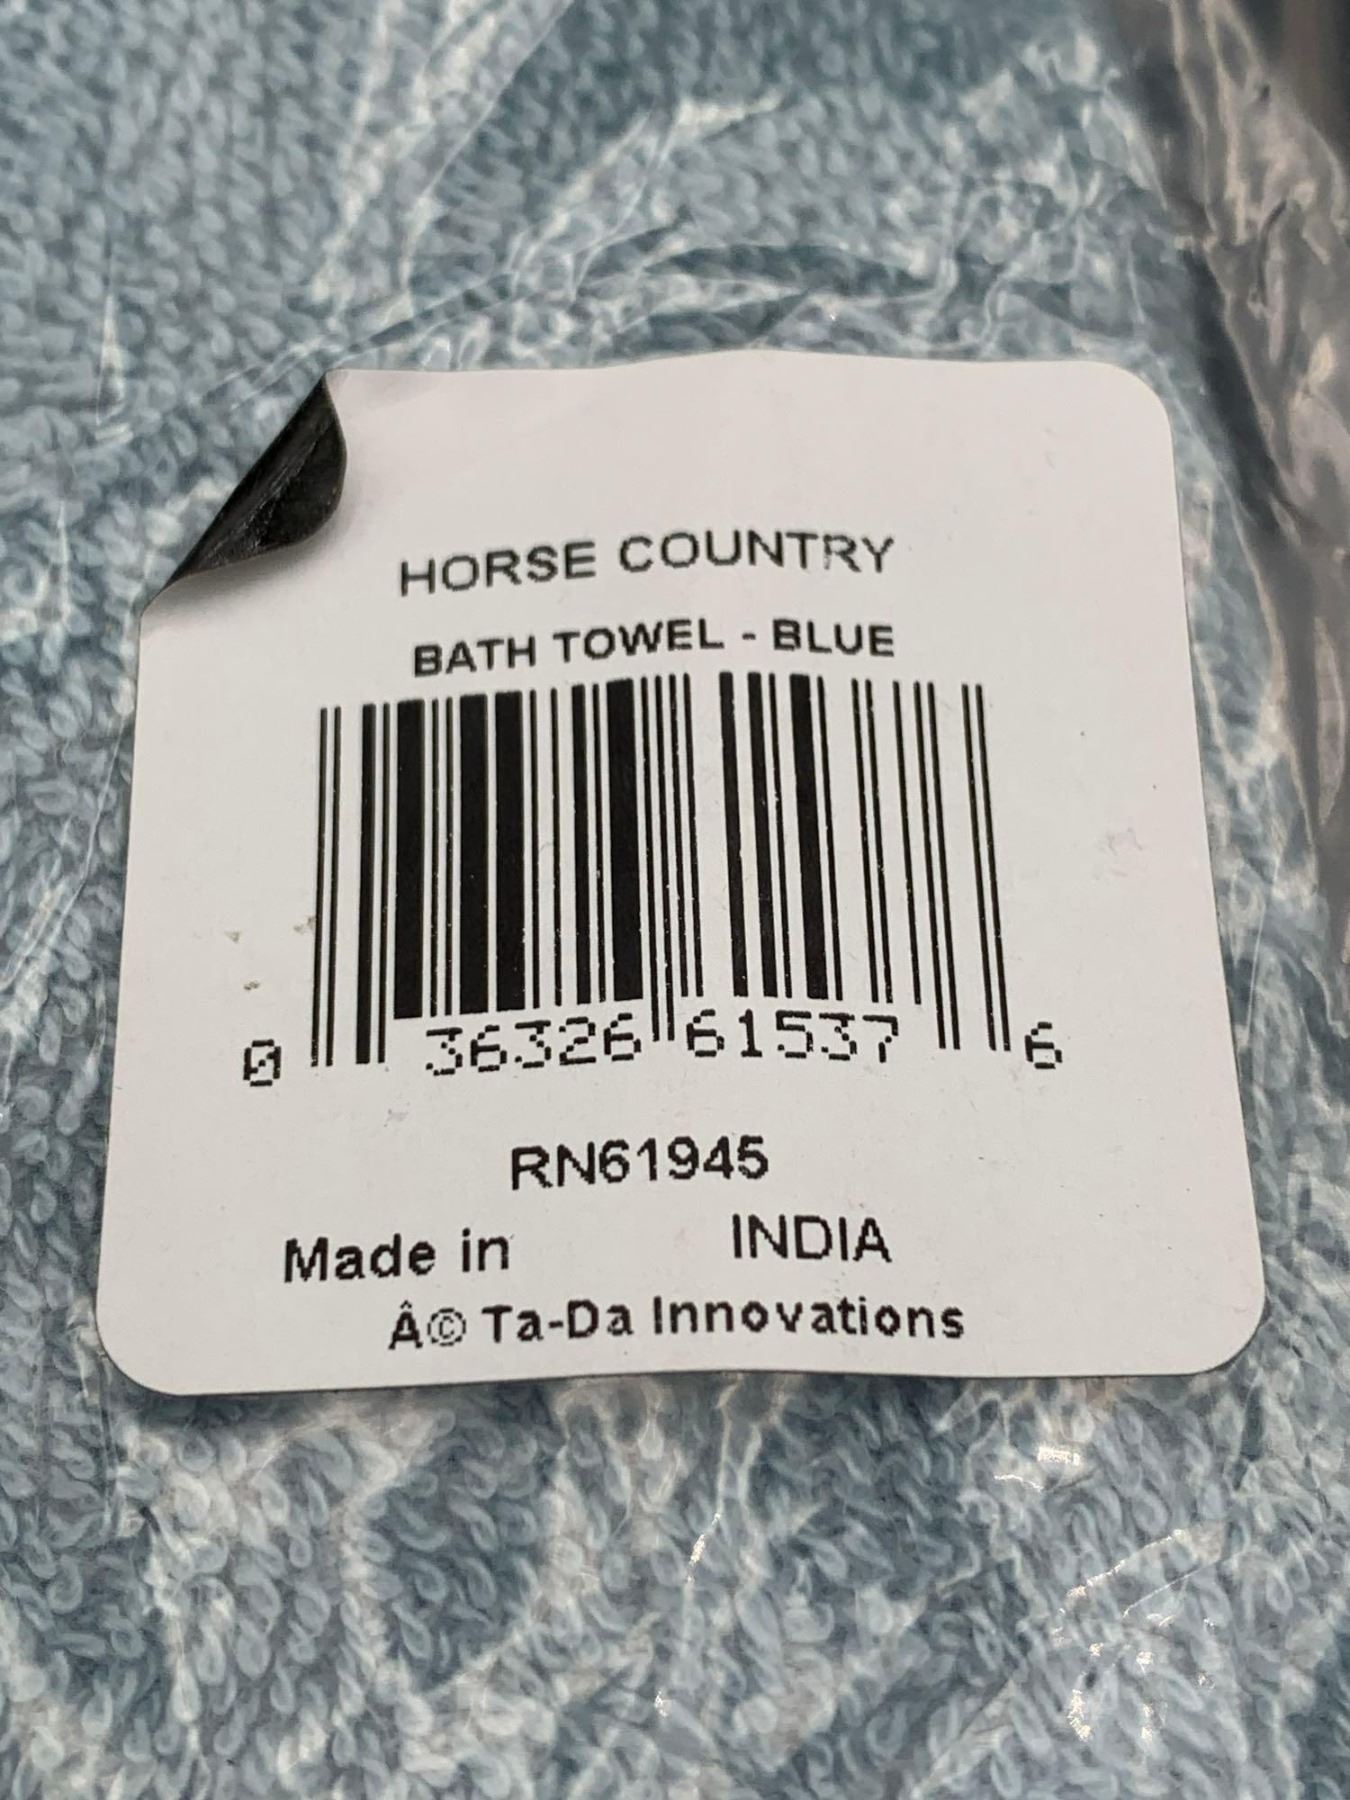 HORSE COUNTRY
BATH TOWEL - BLUE
0 36326 61537 6
RN61945
Made in INDIA
Â© Ta-Da Innovations